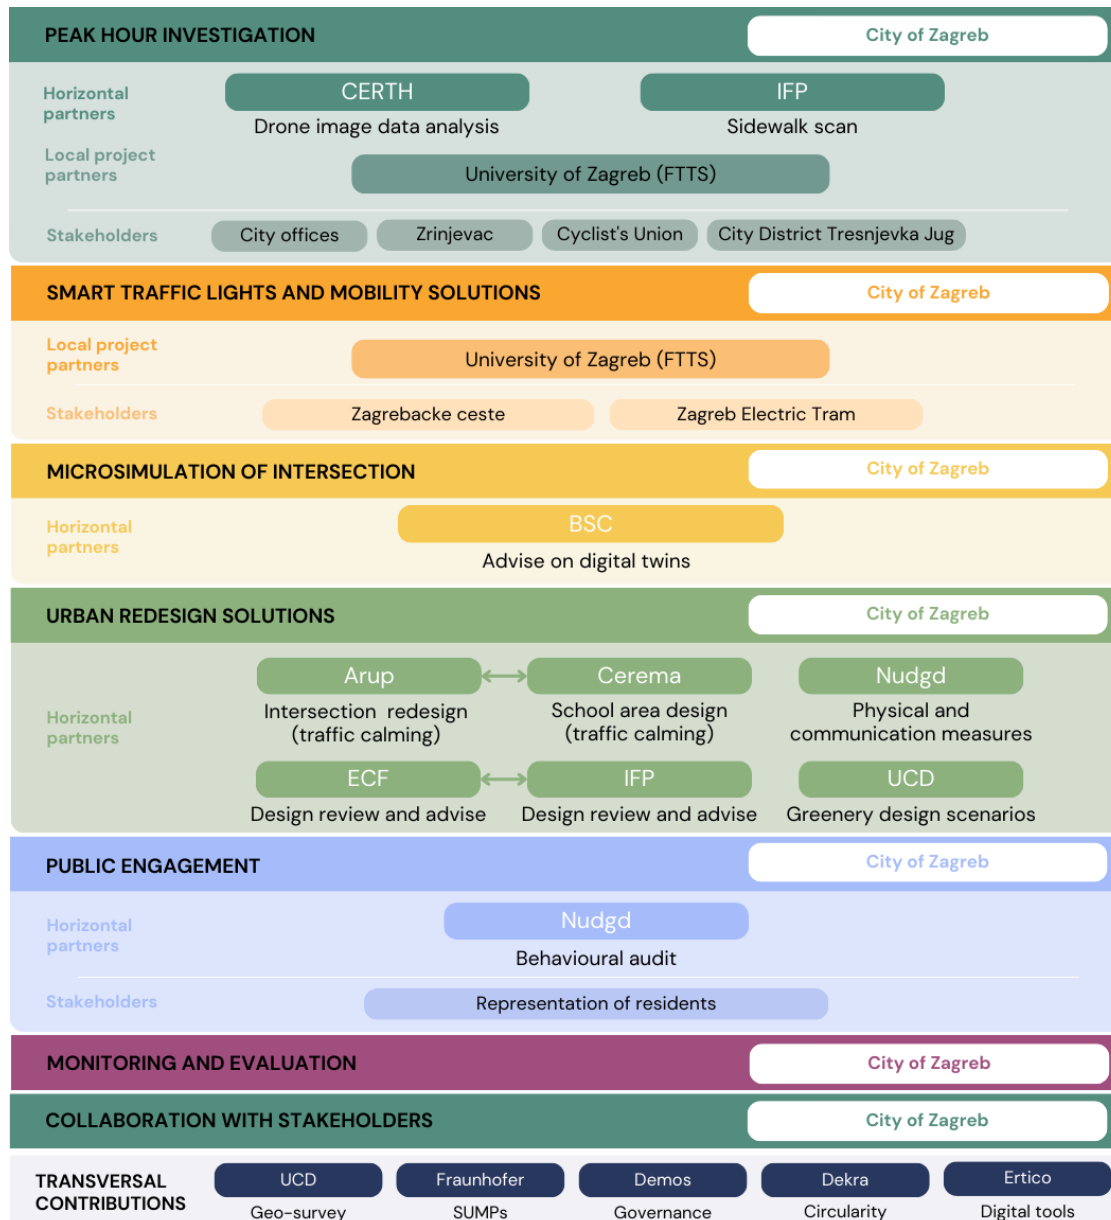 PEAK HOUR INVESTIGATION
City of Zagreb
Horizontal
partners
CERTH
IFP
Drone image data analysis
Sidewalk scan
Local project
partners
University of Zagreb (FTTS)
Stakeholders
City offices
Zrinjevac
Cyclist's Union
City District Tresnjevka Jug
SMART TRAFFIC LIGHTS AND MOBILITY SOLUTIONS
City of Zagreb
Local project
partners
University of Zagreb (FTTS)
Stakeholders
Zagrebacke ceste
Zagreb Electric Tram
MICROSIMULATION OF INTERSECTION
City of Zagreb
Horizontal
partners
BSC
Advise on digital twins
URBAN REDESIGN SOLUTIONS
City of Zagreb
Horizontal
partners
Arup
Intersection redesign
(traffic calming)
Cerema
School area design
(traffic calming)
Nudgd
Physical and
communication measures
ECF
Design review and advise
IFP
Design review and advise
UCD
Greenery design scenarios
PUBLIC ENGAGEMENT
City of Zagreb
Horizontal
partners
Nudgd
Behavioural audit
Stakeholders
Representation of residents
MONITORING AND EVALUATION
City of Zagreb
COLLABORATION WITH STAKEHOLDERS
City of Zagreb
TRANSVERSAL
CONTRIBUTIONS
UCD
Geo-survey
Fraunhofer
SUMPs
Demos
Governance
Dekra
Circularity
Ertico
Digital tools